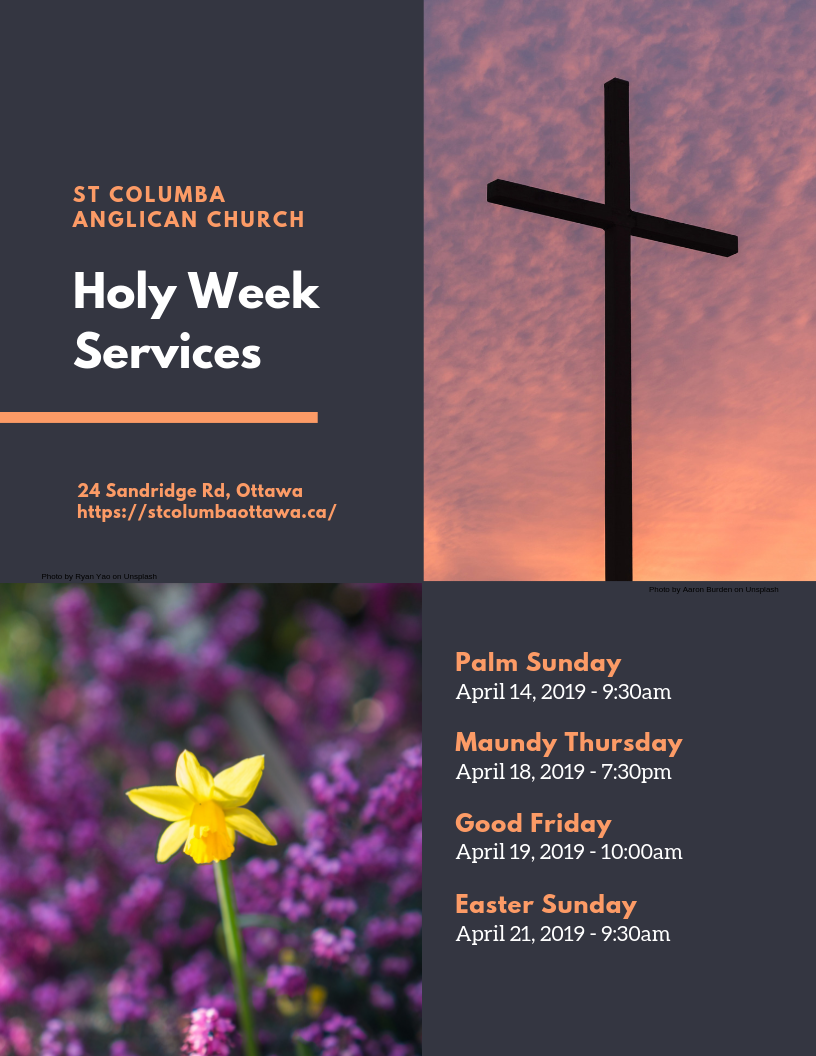 ST COLUMBA
ANGLICAN CHURCH
Holy Week
Services
24 Sandridge Rd, Ottawa
https://stcolumbaottawa.ca/
Photo by Ryan Yao on Unsplash
Photo by Aaron Burden on Unsplash
Palm Sunday
April 14, 2019 - 9:30am
Maundy Thursday
April 18, 2019 - 7:30pm
Good Friday
April 19, 2019 - 10:00am
Easter Sunday
April 21, 2019 - 9:30am